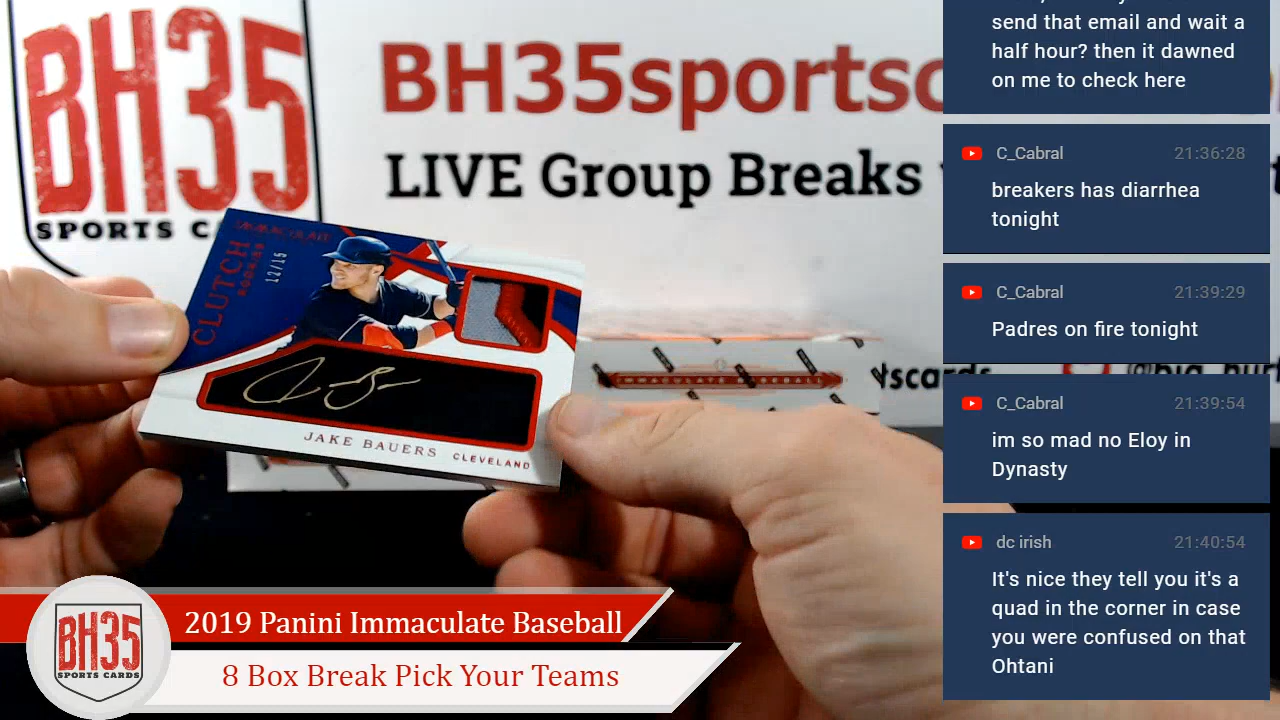 BH35
SPORTS CA
BH35sportsc
LIVE Group Breaks
IMMACULATE
CLUTCH
ROOKIES
12/15
JAKE BAUERS CLEVELAND
IMMACULATE BASEBALL
tscards
2019 Panini Immaculate Baseball
8 Box Break Pick Your Teams
BH35
SPORTS CARDS
send that email and wait a
half hour? then it dawned
on me to check here
C_Cabral 21:36:28
breakers has diarrhea
tonight
C_Cabral 21:39:29
Padres on fire tonight
C_Cabral 21:39:54
im so mad no Eloy in
Dynasty
dc irish 21:40:54
It's nice they tell you it's a
quad in the corner in case
you were confused on that
Ohtani